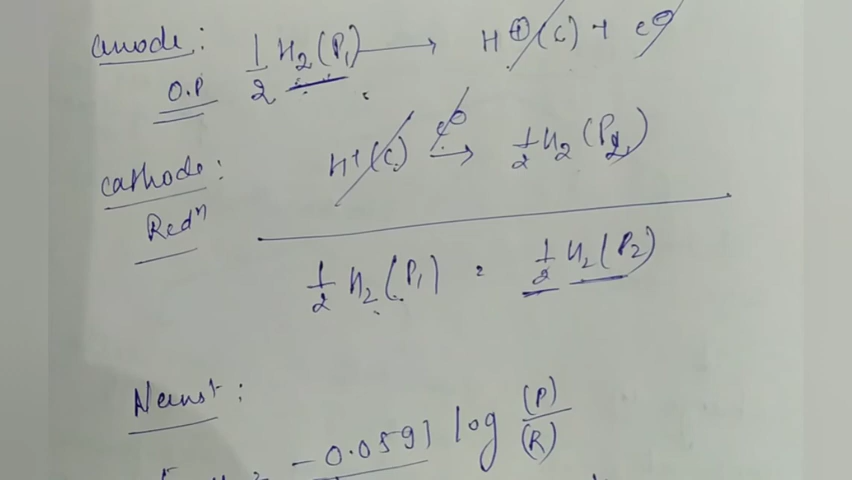 anode: 1/2 H2(P1) → H⊕(C) + e⊖
O.P
cathode: H+(C) e⊖ → 1/2 H2(P2)
Redⁿ
1/2 H2(P1) = 1/2 H2(P2)
Nernst:
-0.0591 log (P)/(R)